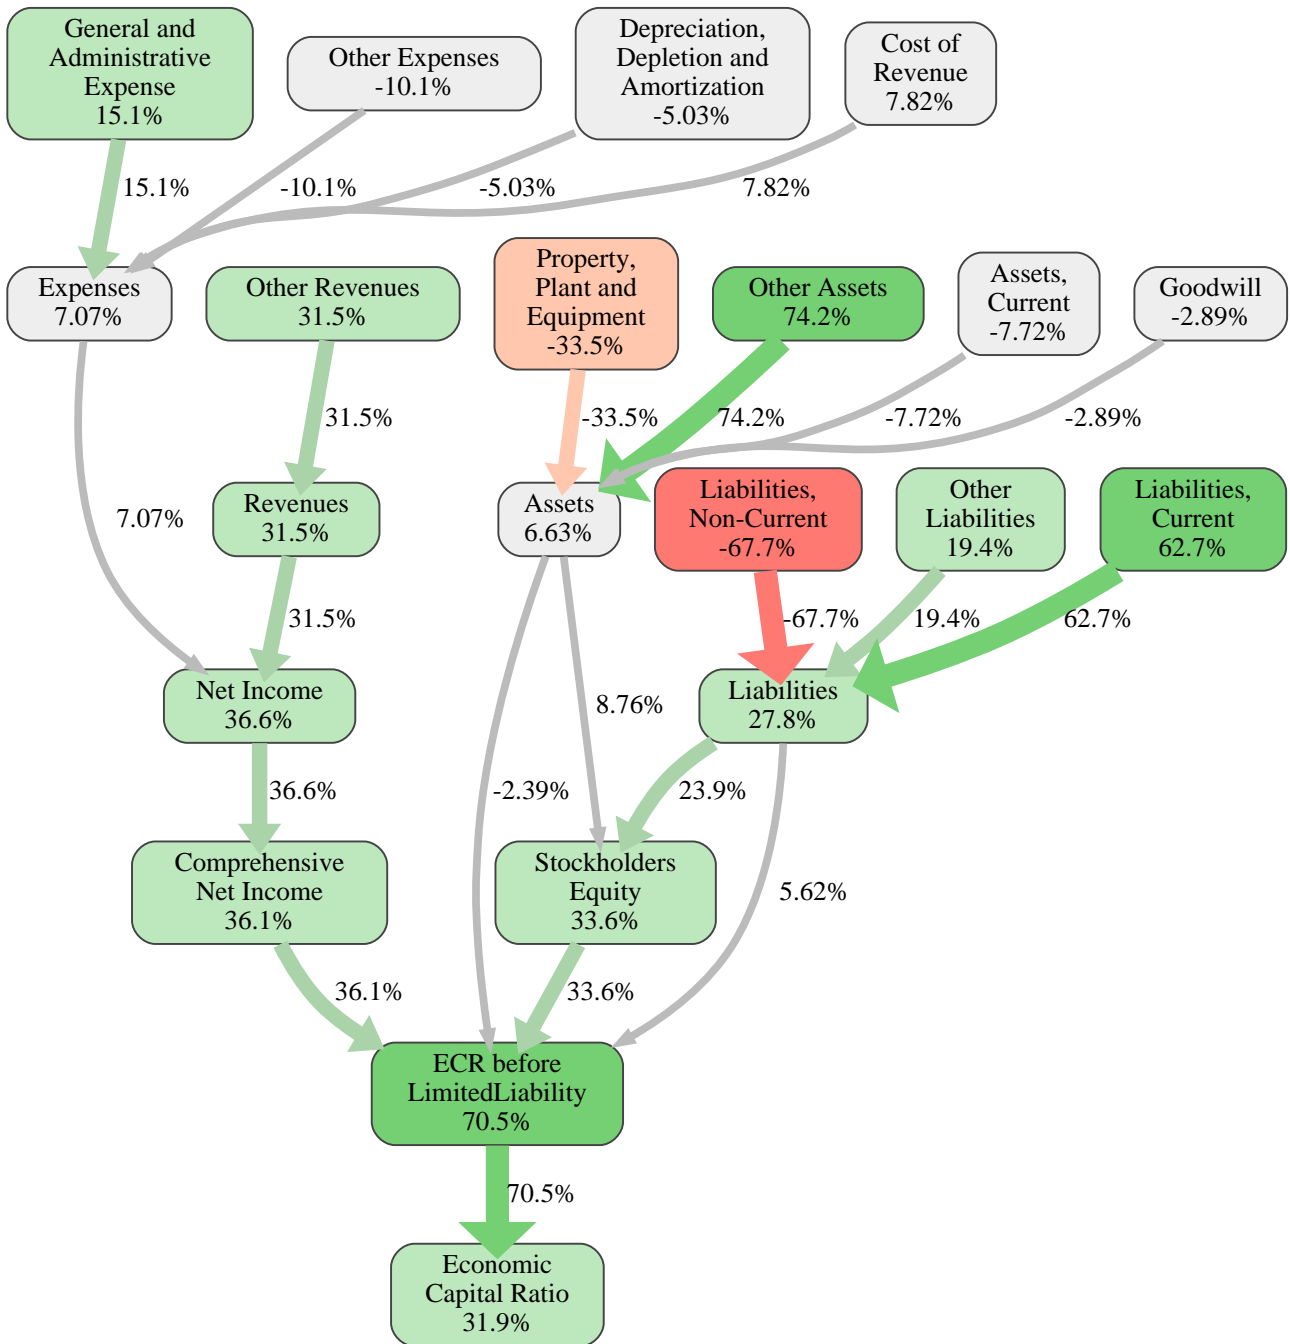 General and
Administrative
Expense
15.1%
Other Expenses
-10.1%
Depreciation,
Depletion and
Amortization
-5.03%
Cost of
Revenue
7.82%
15.1%
-10.1%
-5.03%
7.82%
Expenses
7.07%
Other Revenues
31.5%
Property,
Plant and
Equipment
-33.5%
Other Assets
74.2%
Assets,
Current
-7.72%
Goodwill
-2.89%
31.5%
-33.5%
74.2%
-7.72%
-2.89%
7.07%
Revenues
31.5%
Assets
6.63%
Liabilities,
Non-Current
-67.7%
Other
Liabilities
19.4%
Liabilities,
Current
62.7%
31.5%
-67.7%
19.4%
62.7%
Net Income
36.6%
8.76%
Liabilities
27.8%
36.6%
-2.39%
23.9%
Comprehensive
Net Income
36.1%
Stockholders
Equity
33.6%
5.62%
36.1%
33.6%
ECR before
LimitedLiability
70.5%
70.5%
Economic
Capital Ratio
31.9%